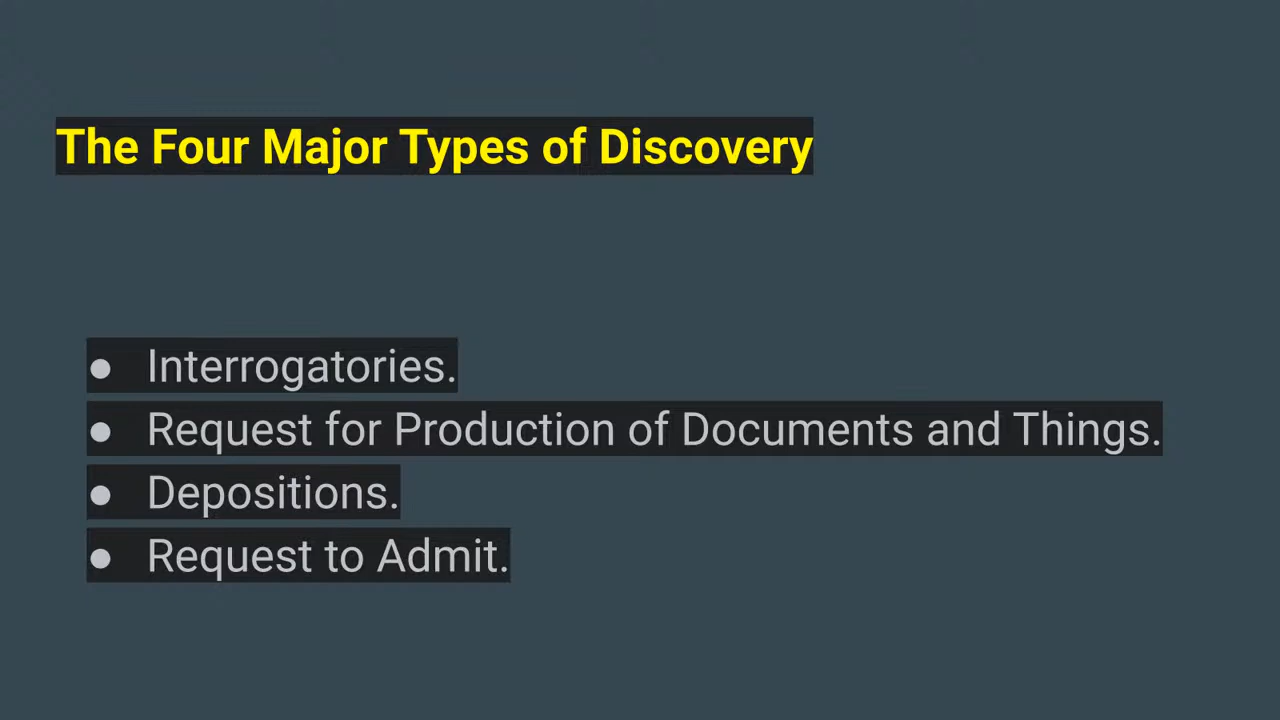 The Four Major Types of Discovery
● Interrogatories.
● Request for Production of Documents and Things.
● Depositions.
● Request to Admit.